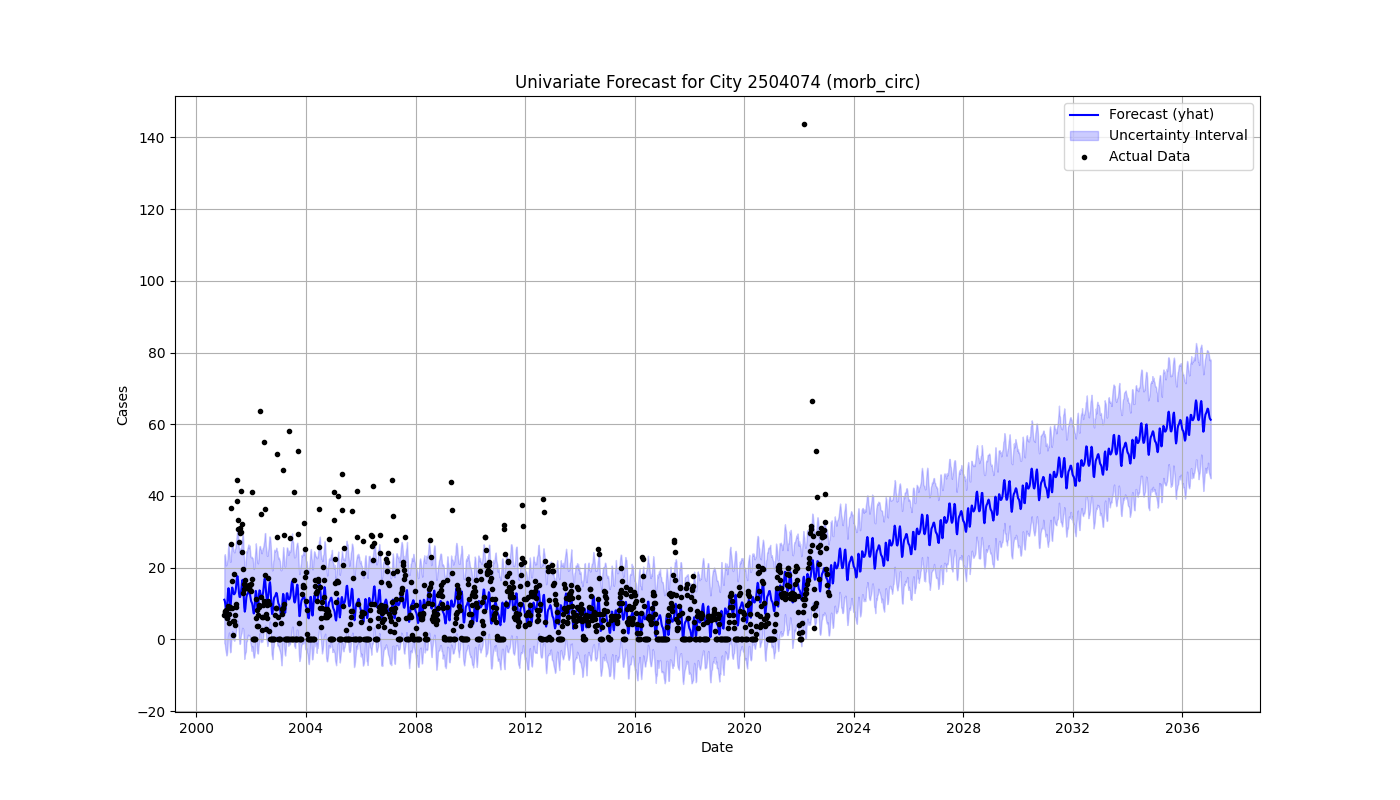 Univariate Forecast for City 2504074 (morb_circ)
Forecast (yhat)
Uncertainty Interval
Actual Data
Cases
140
120
100
80
60
40
20
0
−20
2000 2004 2008 2012 2016 2020 2024 2028 2032 2036
Date